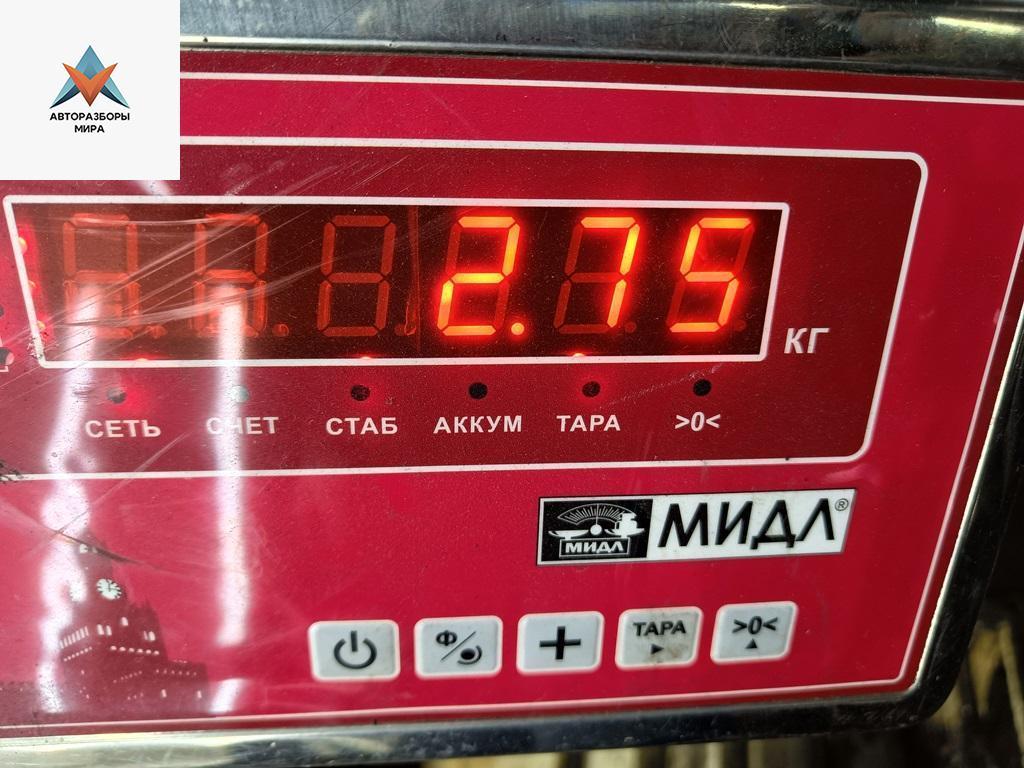 АВТОРАЗБОРЫ
МИРА
2.75
КГ
СЕТЬ СЧЕТ СТАБ АККУМ ТАРА >0<
МИДЛ
МИДЛ®
Ф
ТАРА
>0<